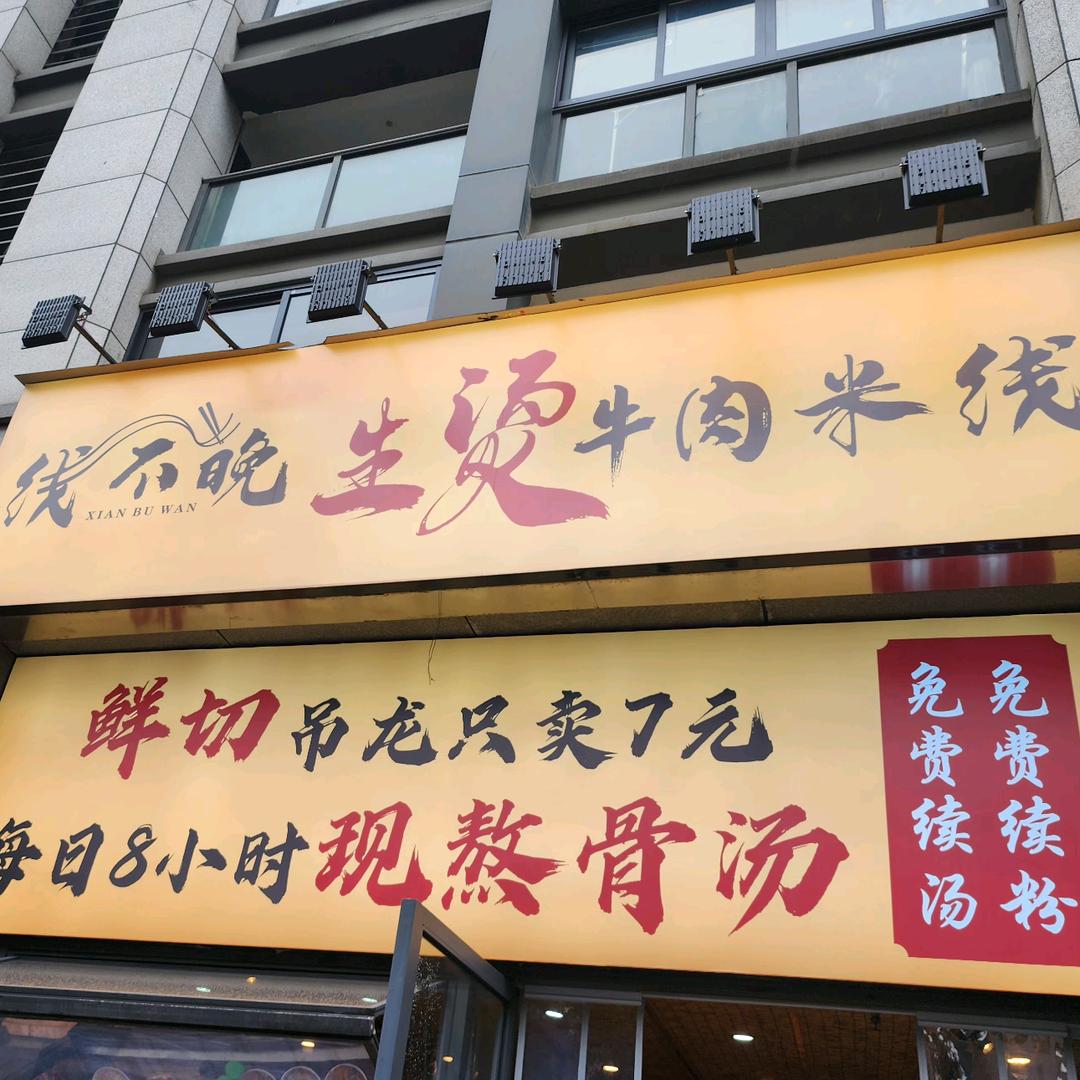 线不晚 生烫牛肉米线
XIAN BU WAN
鲜切吊龙只卖7元
每日8小时现熬骨汤
免费续粉
免费续汤